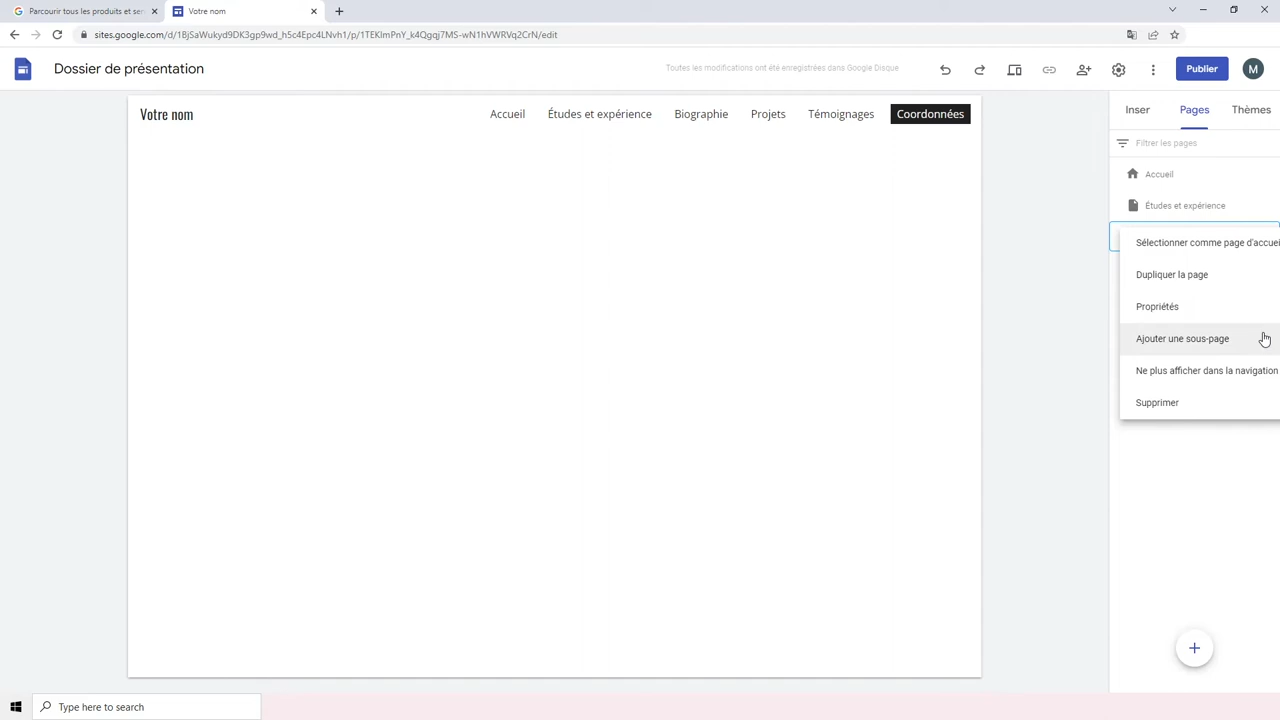 Parcourir tous les produits et ser
Votre nom
sites.google.com/d/1BjSaWukyd9DK3gp9wd_h5c4Epc4LNvh1/p/1TEKImPnY_k4Qgqj7MS-wN1hVWRVq2CrN/edit
Dossier de présentation
Toutes les modifications ont été enregistrées dans Google Disque
Publier
M
Votre nom
Accueil
Études et expérience
Biographie
Projets
Témoignages
Coordonnées
Inser
Pages
Thèmes
Filtrer les pages
Accueil
Études et expérience
Sélectionner comme page d'accuei
Dupliquer la page
Propriétés
Ajouter une sous-page
Ne plus afficher dans la navigation
Supprimer
Type here to search